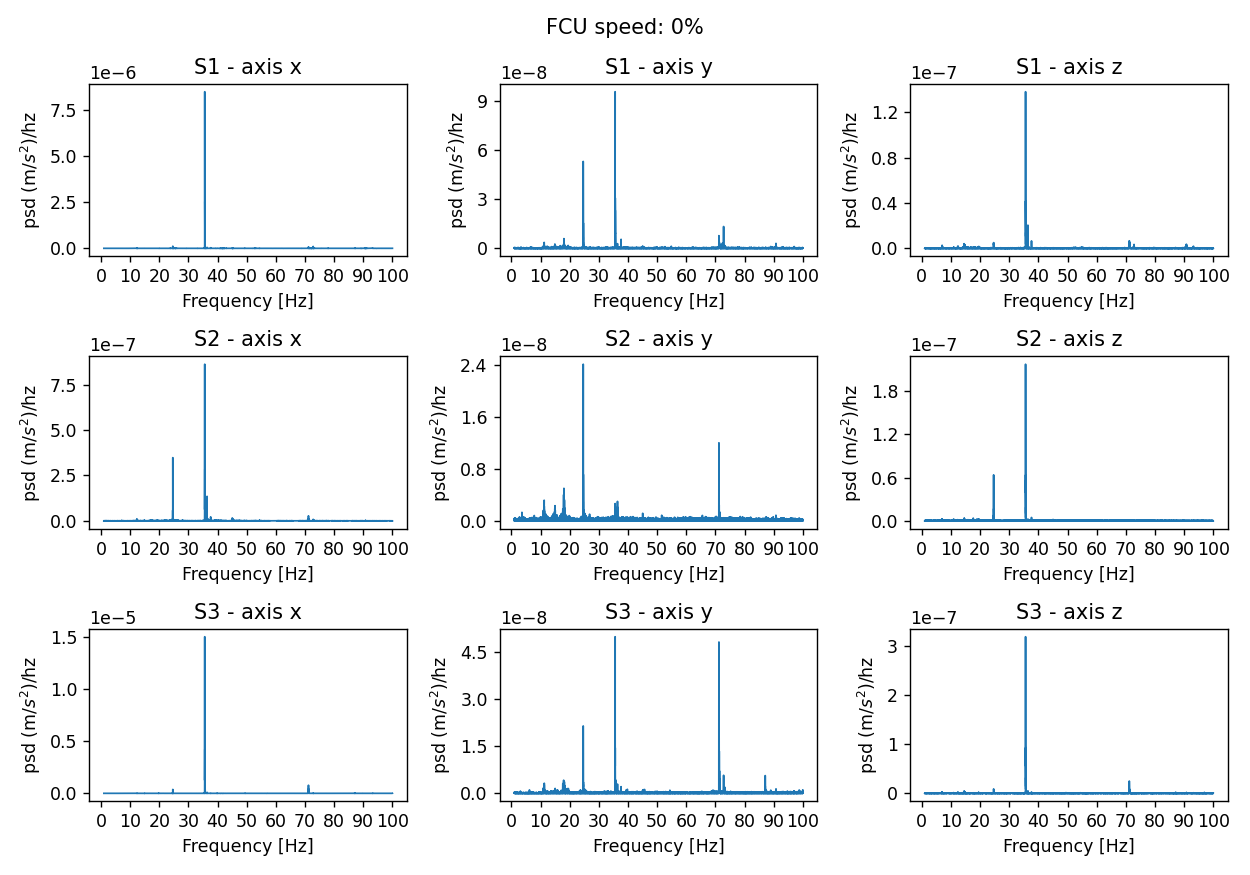 FCU speed: 0%
S1 - axis x
1e−6
psd (m/s²)/hz
7.5
5.0
2.5
0.0
0 10 20 30 40 50 60 70 80 90 100
Frequency [Hz]
S1 - axis y
1e−8
psd (m/s²)/hz
9
6
3
0
0 10 20 30 40 50 60 70 80 90 100
Frequency [Hz]
S1 - axis z
1e−7
psd (m/s²)/hz
1.2
0.8
0.4
0.0
0 10 20 30 40 50 60 70 80 90 100
Frequency [Hz]
S2 - axis x
1e−7
psd (m/s²)/hz
7.5
5.0
2.5
0.0
0 10 20 30 40 50 60 70 80 90 100
Frequency [Hz]
S2 - axis y
1e−8
psd (m/s²)/hz
2.4
1.6
0.8
0.0
0 10 20 30 40 50 60 70 80 90 100
Frequency [Hz]
S2 - axis z
1e−7
psd (m/s²)/hz
1.8
1.2
0.6
0.0
0 10 20 30 40 50 60 70 80 90 100
Frequency [Hz]
S3 - axis x
1e−5
psd (m/s²)/hz
1.5
1.0
0.5
0.0
0 10 20 30 40 50 60 70 80 90 100
Frequency [Hz]
S3 - axis y
1e−8
psd (m/s²)/hz
4.5
3.0
1.5
0.0
0 10 20 30 40 50 60 70 80 90 100
Frequency [Hz]
S3 - axis z
1e−7
psd (m/s²)/hz
3
2
1
0
0 10 20 30 40 50 60 70 80 90 100
Frequency [Hz]